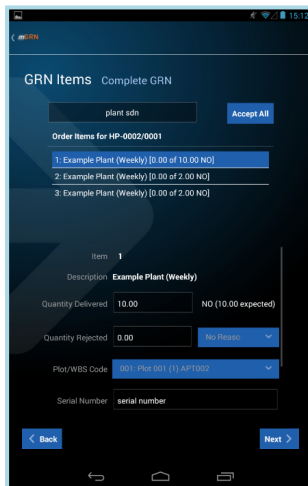 15:12
mGRN
GRN Items Complete GRN
plant sdn Accept All
Order Items for HP-0002/0001
1: Example Plant (Weekly) [0.00 of 10.00 NO]
2: Example Plant (Weekly) [0.00 of 2.00 NO]
3: Example Plant (Weekly) [0.00 of 2.00 NO]
Item 1
Description Example Plant (Weekly)
Quantity Delivered 10.00 NO (10.00 expected)
Quantity Rejected 0.00 No Reaso
Plot/WBS Code 001: Plot 001 (1) APT002
Serial Number serial number
Back Next